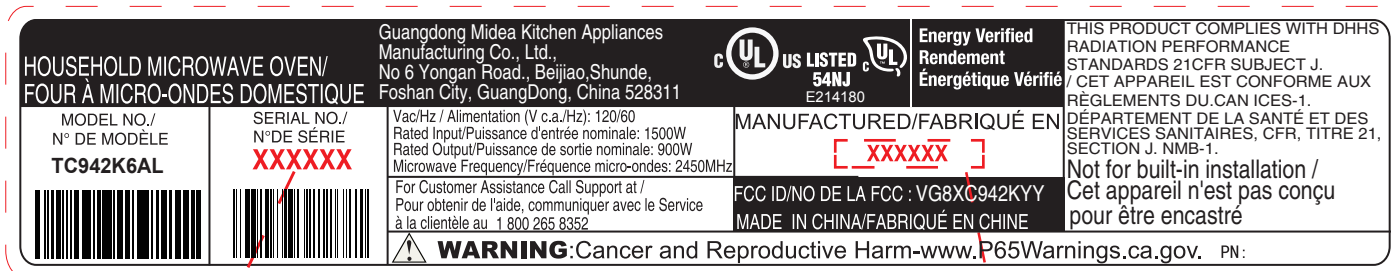 HOUSEHOLD MICROWAVE OVEN/
FOUR À MICRO-ONDES DOMESTIQUE
Guangdong Midea Kitchen Appliances
Manufacturing Co., Ltd.,
No 6 Yongan Road., Beijiao,Shunde,
Foshan City, GuangDong, China 528311
c UL US LISTED
54NJ
E214180
c UL
Energy Verified
Rendement
Énergétique Vérifié
THIS PRODUCT COMPLIES WITH DHHS
RADIATION PERFORMANCE
STANDARDS 21CFR SUBJECT J.
/ CET APPAREIL EST CONFORME AUX
RÈGLEMENTS DU.CAN ICES-1.
DÉPARTEMENT DE LA SANTÉ ET DES
SERVICES SANITAIRES, CFR, TITRE 21,
SECTION J. NMB-1.
Not for built-in installation /
Cet appareil n'est pas conçu
pour être encastré
MODEL NO./
N° DE MODÈLE
TC942K6AL
SERIAL NO./
N°DE SÉRIE
XXXXXX
Vac/Hz / Alimentation (V c.a./Hz): 120/60
Rated Input/Puissance d'entrée nominale: 1500W
Rated Output/Puissance de sortie nominale: 900W
Microwave Frequency/Fréquence micro-ondes: 2450MHz
For Customer Assistance Call Support at /
Pour obtenir de l'aide, communiquer avec le Service
à la clientèle au 1 800 265 8352
MANUFACTURED/FABRIQUÉ EN
XXXXXX
FCC ID/NO DE LA FCC : VG8XC942KYY
MADE IN CHINA/FABRIQUÉ EN CHINE
WARNING:Cancer and Reproductive Harm-www.P65Warnings.ca.gov. PN: